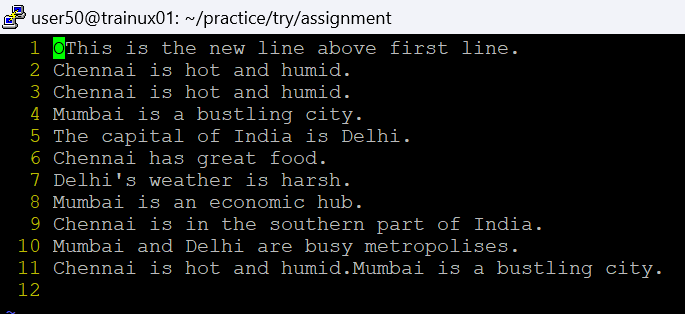 user50@trainux01: ~/practice/try/assignment
1 oThis is the new line above first line.
2 Chennai is hot and humid.
3 Chennai is hot and humid.
4 Mumbai is a bustling city.
5 The capital of India is Delhi.
6 Chennai has great food.
7 Delhi's weather is harsh.
8 Mumbai is an economic hub.
9 Chennai is in the southern part of India.
10 Mumbai and Delhi are busy metropolises.
11 Chennai is hot and humid.Mumbai is a bustling city.
12
~